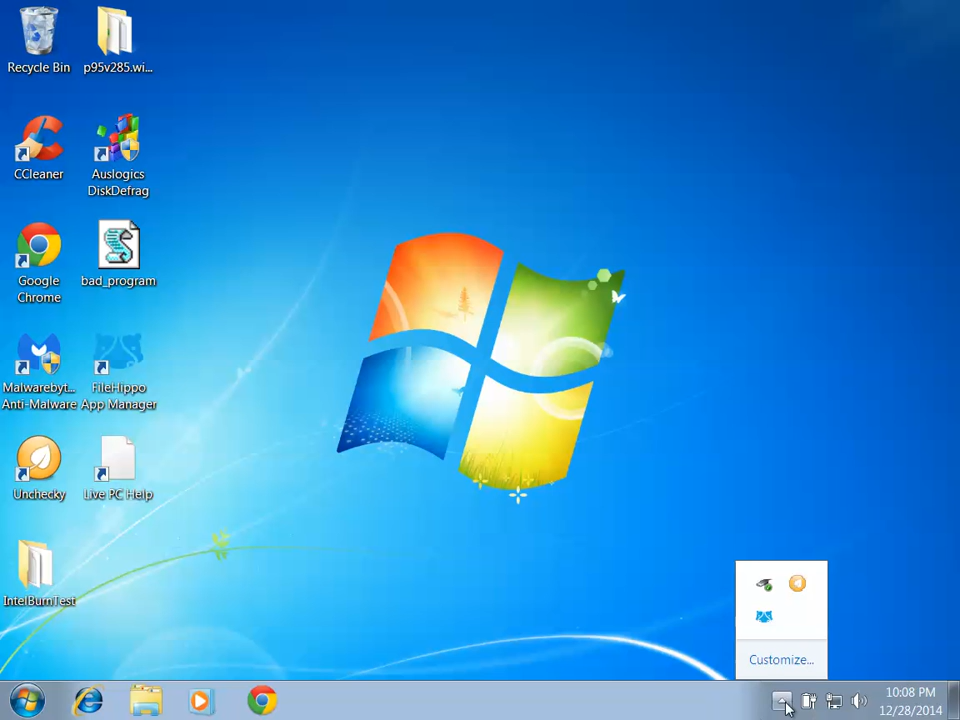 Recycle Bin
p95v285.wi...
CCleaner
Auslogics
DiskDefrag
Google
Chrome
bad_program
Malwarebyt...
Anti-Malware
FileHippo
App Manager
Unchecky
Live PC Help
IntelBurnTest
Customize...
10:08 PM
12/28/2014